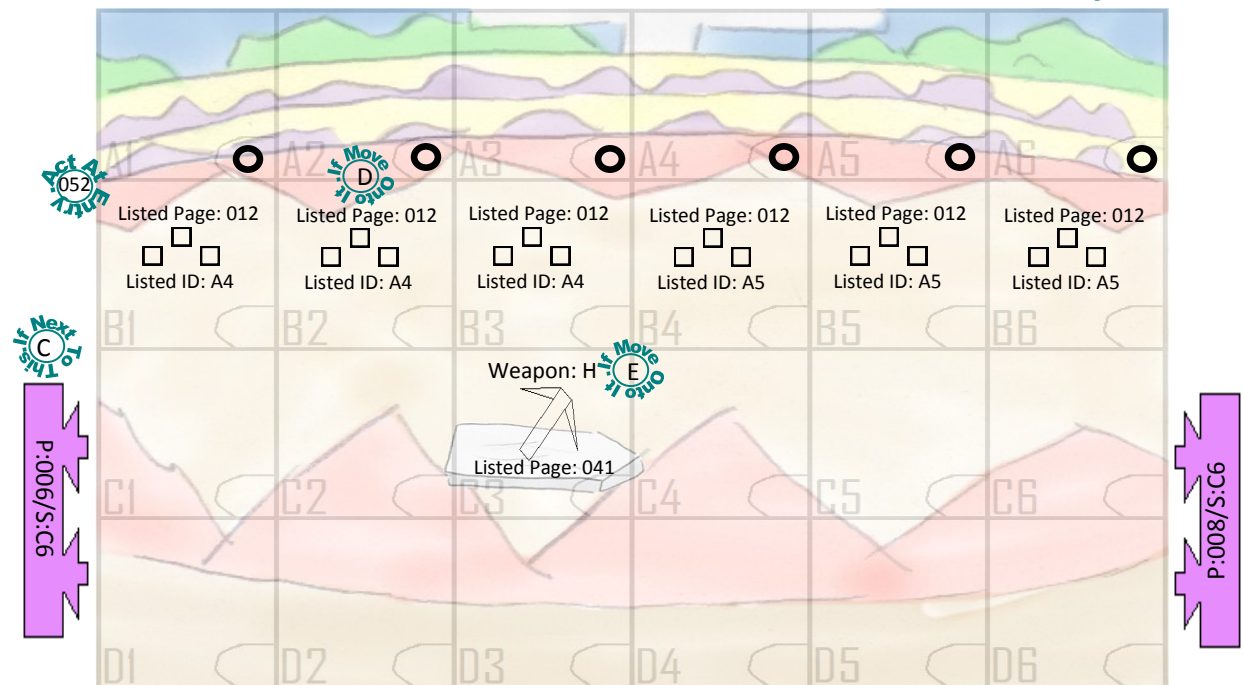 A1
A2
A3
A4
A5
A6
Act At Entry.
052
If Move Onto It.
D
Listed Page: 012
Listed Page: 012
Listed Page: 012
Listed Page: 012
Listed Page: 012
Listed Page: 012
Listed ID: A4
Listed ID: A4
Listed ID: A4
Listed ID: A5
Listed ID: A5
Listed ID: A5
B1
B2
B3
B4
B5
B6
If Next To This.
C
Weapon: H
If Move Onto It.
E
Listed Page: 041
P:006/S:C6
P:008/S:C6
C1
C2
C3
C4
C5
C6
D1
D2
D3
D4
D5
D6